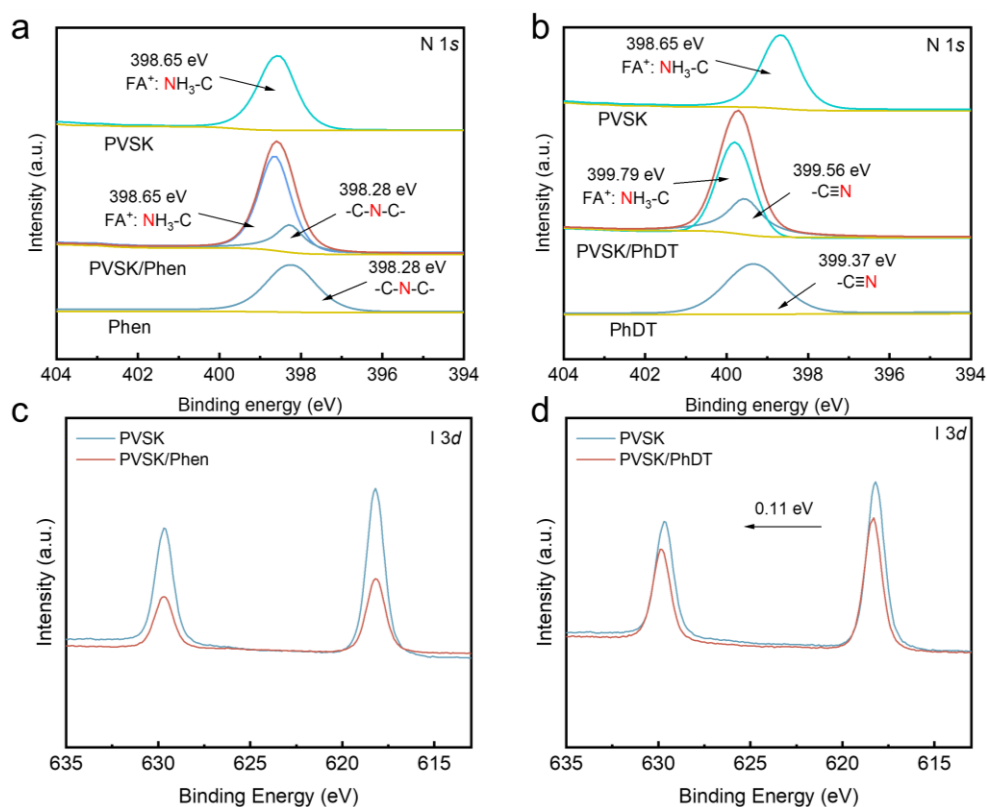 a
N 1s
398.65 eV
FA⁺: NH₃-C
PVSK
398.65 eV
FA⁺: NH₃-C
398.28 eV
-C-N-C-
PVSK/Phen
398.28 eV
-C-N-C-
Phen
404 402 400 398 396 394
Binding energy (eV)
Intensity (a.u.)
b
N 1s
398.65 eV
FA⁺: NH₃-C
PVSK
399.79 eV
FA⁺: NH₃-C
399.56 eV
-C≡N
PVSK/PhDT
399.37 eV
-C≡N
PhDT
404 402 400 398 396 394
Binding energy (eV)
Intensity (a.u.)
c
I 3d
PVSK
PVSK/Phen
635 630 625 620 615
Binding Energy (eV)
Intensity (a.u.)
d
I 3d
PVSK
PVSK/PhDT
0.11 eV
635 630 625 620 615
Binding Energy (eV)
Intensity (a.u.)